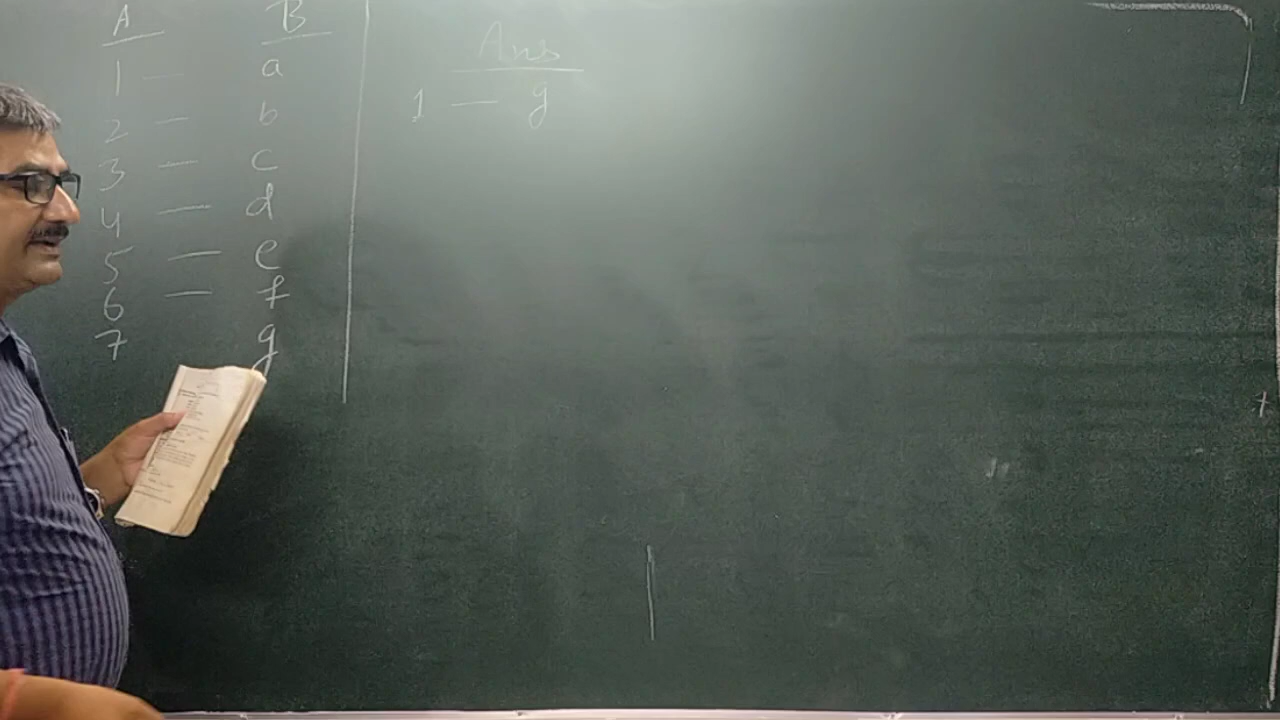 A B
1 — a
2 — b
3 — c
4 — d
5 — e
6 — f
7 g
Ans
1 — g